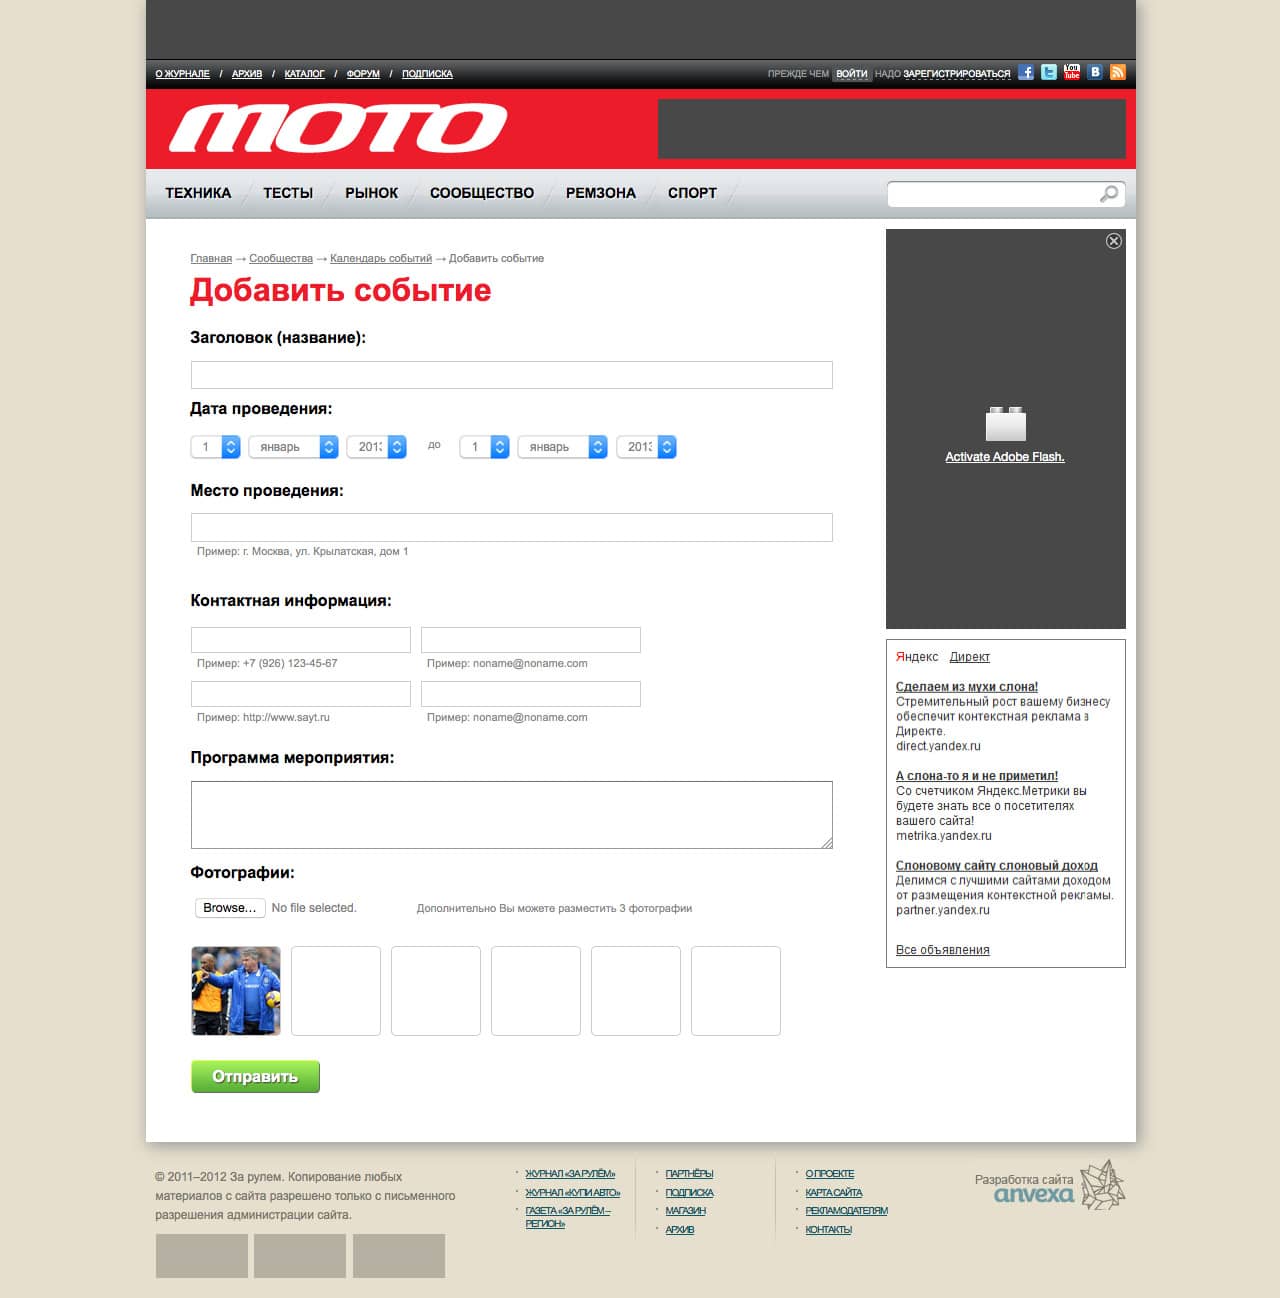 О ЖУРНАЛЕ / АРХИВ / КАТАЛОГ / ФОРУМ / ПОДПИСКА
ПРЕЖДЕ ЧЕМ ВОЙТИ НАДО ЗАРЕГИСТРИРОВАТЬСЯ
You Tube
МОТО
ТЕХНИКА ТЕСТЫ РЫНОК СООБЩЕСТВО РЕМЗОНА СПОРТ
Главная → Сообщества → Календарь событий → Добавить событие
Добавить событие
Заголовок (название):
Дата проведения:
1 январь 2013 до 1 январь 2013
Место проведения:
Пример: г. Москва, ул. Крылатская, дом 1
Контактная информация:
Пример: +7 (926) 123-45-67 Пример: noname@noname.com
Пример: http://www.sayt.ru Пример: noname@noname.com
Программа мероприятия:
Фотографии:
Browse... No file selected. Дополнительно Вы можете разместить 3 фотографии
Отправить
Activate Adobe Flash.
Яндекс Директ
Сделаем из мухи слона!
Стремительный рост вашему бизнесу
обеспечит контекстная реклама в
Директе.
direct.yandex.ru
А слона-то я и не приметил!
Со счетчиком Яндекс.Метрики вы
будете знать все о посетителях
вашего сайта!
metrika.yandex.ru
Слоновому сайту слоновый доход
Делимся с лучшими сайтами доходом
от размещения контекстной рекламы.
partner.yandex.ru
Все объявления
© 2011–2012 За рулем. Копирование любых
материалов с сайта разрешено только с письменного
разрешения администрации сайта.
ЖУРНАЛ «ЗА РУЛЁМ»
ЖУРНАЛ «КУПИ АВТО»
ГАЗЕТА «ЗА РУЛЁМ –
РЕГИОН»
ПАРТНЁРЫ
ПОДПИСКА
МАГАЗИН
АРХИВ
О ПРОЕКТЕ
КАРТА САЙТА
РЕКЛАМОДАТЕЛЯМ
КОНТАКТЫ
Разработка сайта
anvexa